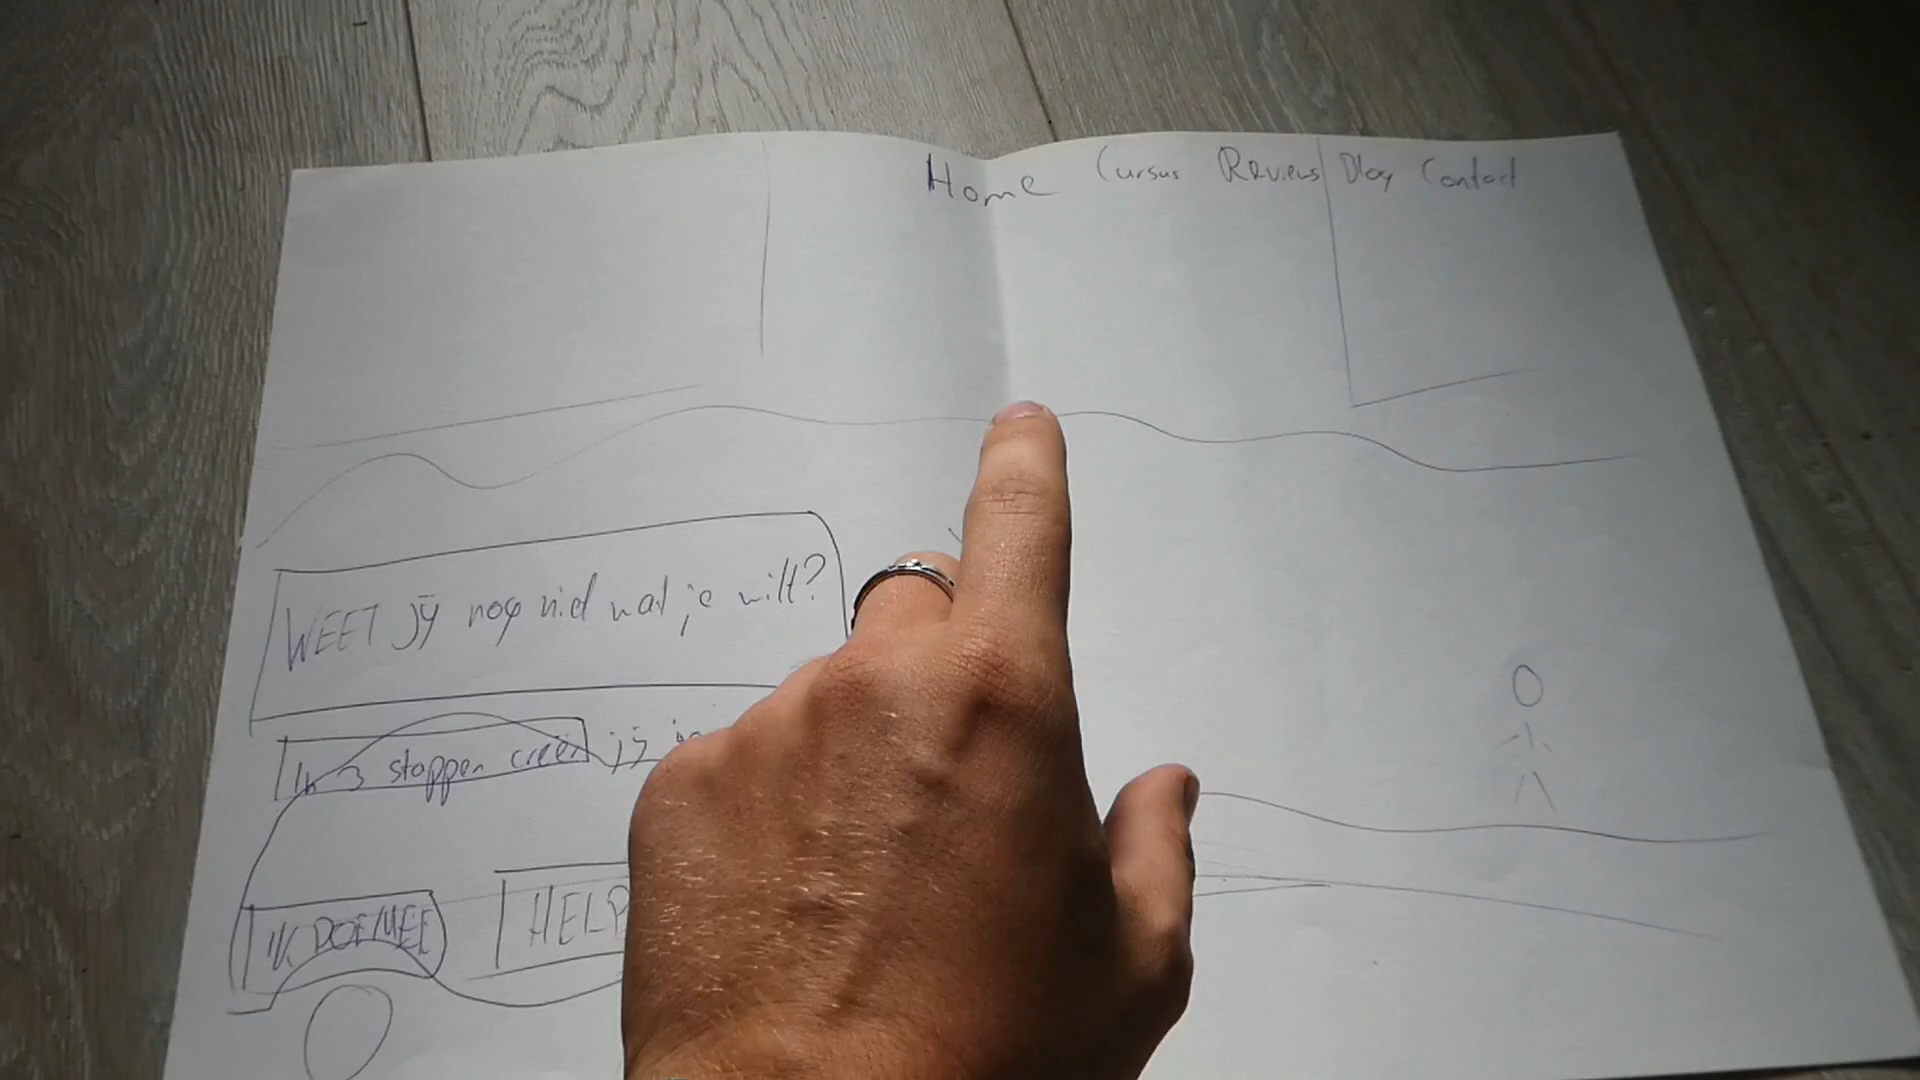 Home Cursus Reviews Blog Contact
WEET jij nog niet wat je wilt?
In 3 stappen creëer jij
IK DOE MEE
HELP